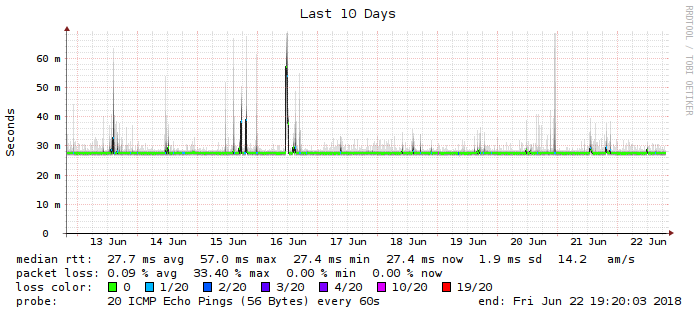 Last 10 Days
RRDTOOL / TOBI OETIKER
Seconds
60 m
50 m
40 m
30 m
20 m
10 m
0
13 Jun 14 Jun 15 Jun 16 Jun 17 Jun 18 Jun 19 Jun 20 Jun 21 Jun 22 Jun
median rtt: 27.7 ms avg 57.0 ms max 27.4 ms min 27.4 ms now 1.9 ms sd 14.2 am/s
packet loss: 0.09 % avg 33.40 % max 0.00 % min 0.00 % now
loss color: 0 1/20 2/20 3/20 4/20 10/20 19/20
probe: 20 ICMP Echo Pings (56 Bytes) every 60s end: Fri Jun 22 19:20:03 2018